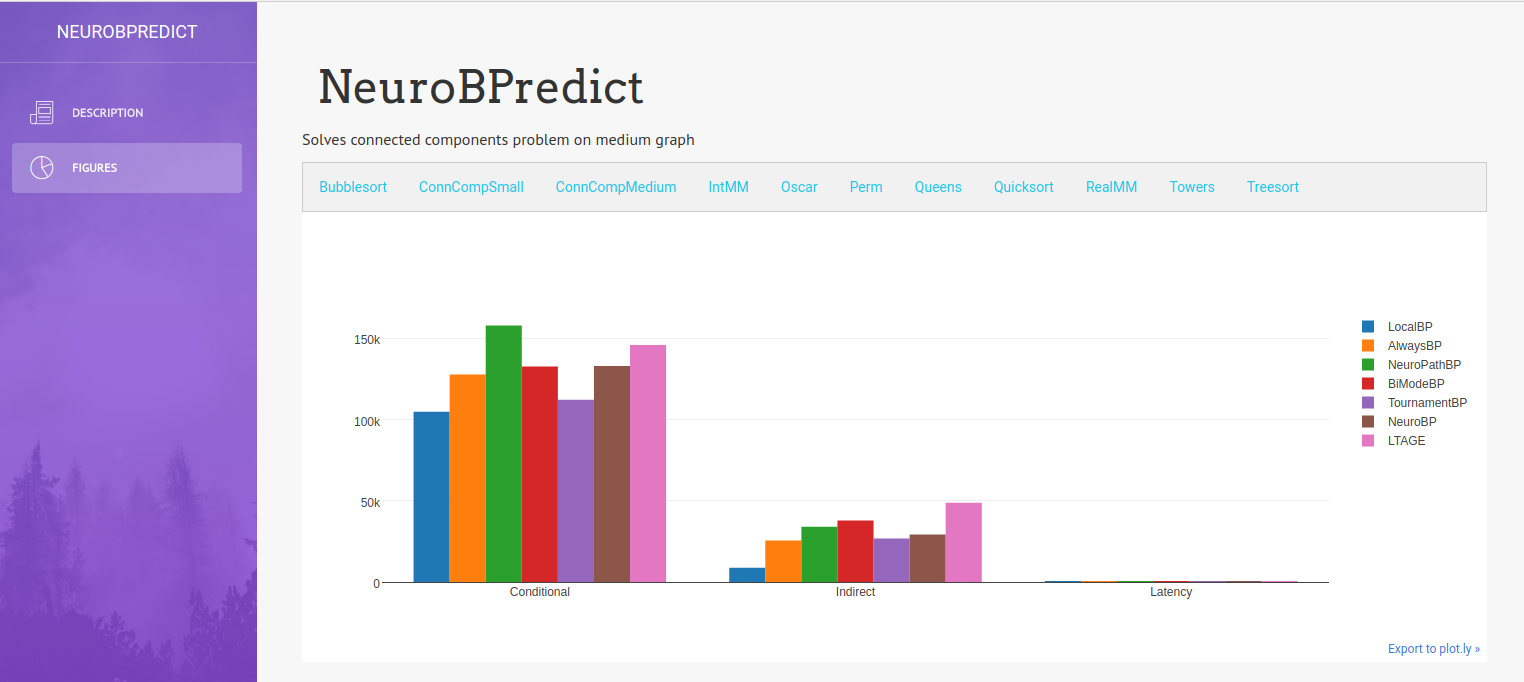 NEUROBPREDICT
DESCRIPTION
FIGURES
NeuroBPredict
Solves connected components problem on medium graph
Bubblesort ConnCompSmall ConnCompMedium IntMM Oscar Perm Queens Quicksort RealMM Towers Treesort
150k
100k
50k
0
Conditional Indirect Latency
LocalBP
AlwaysBP
NeuroPathBP
BiModeBP
TournamentBP
NeuroBP
LTAGE
Export to plot.ly »